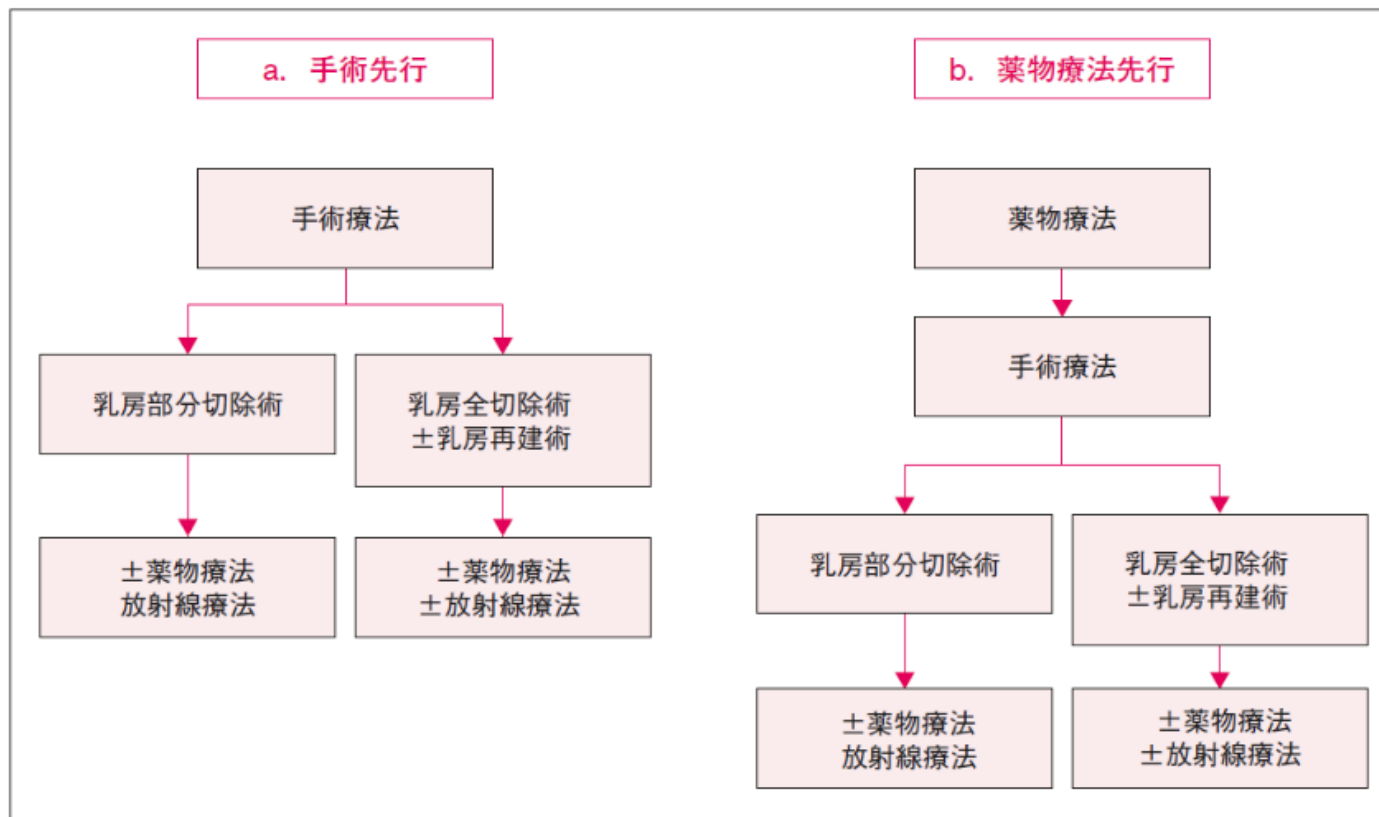 a. 手術先行
手術療法
乳房部分切除術
乳房全切除術
±乳房再建術
±薬物療法
放射線療法
±薬物療法
±放射線療法
b. 薬物療法先行
薬物療法
手術療法
乳房部分切除術
乳房全切除術
±乳房再建術
±薬物療法
放射線療法
±薬物療法
±放射線療法